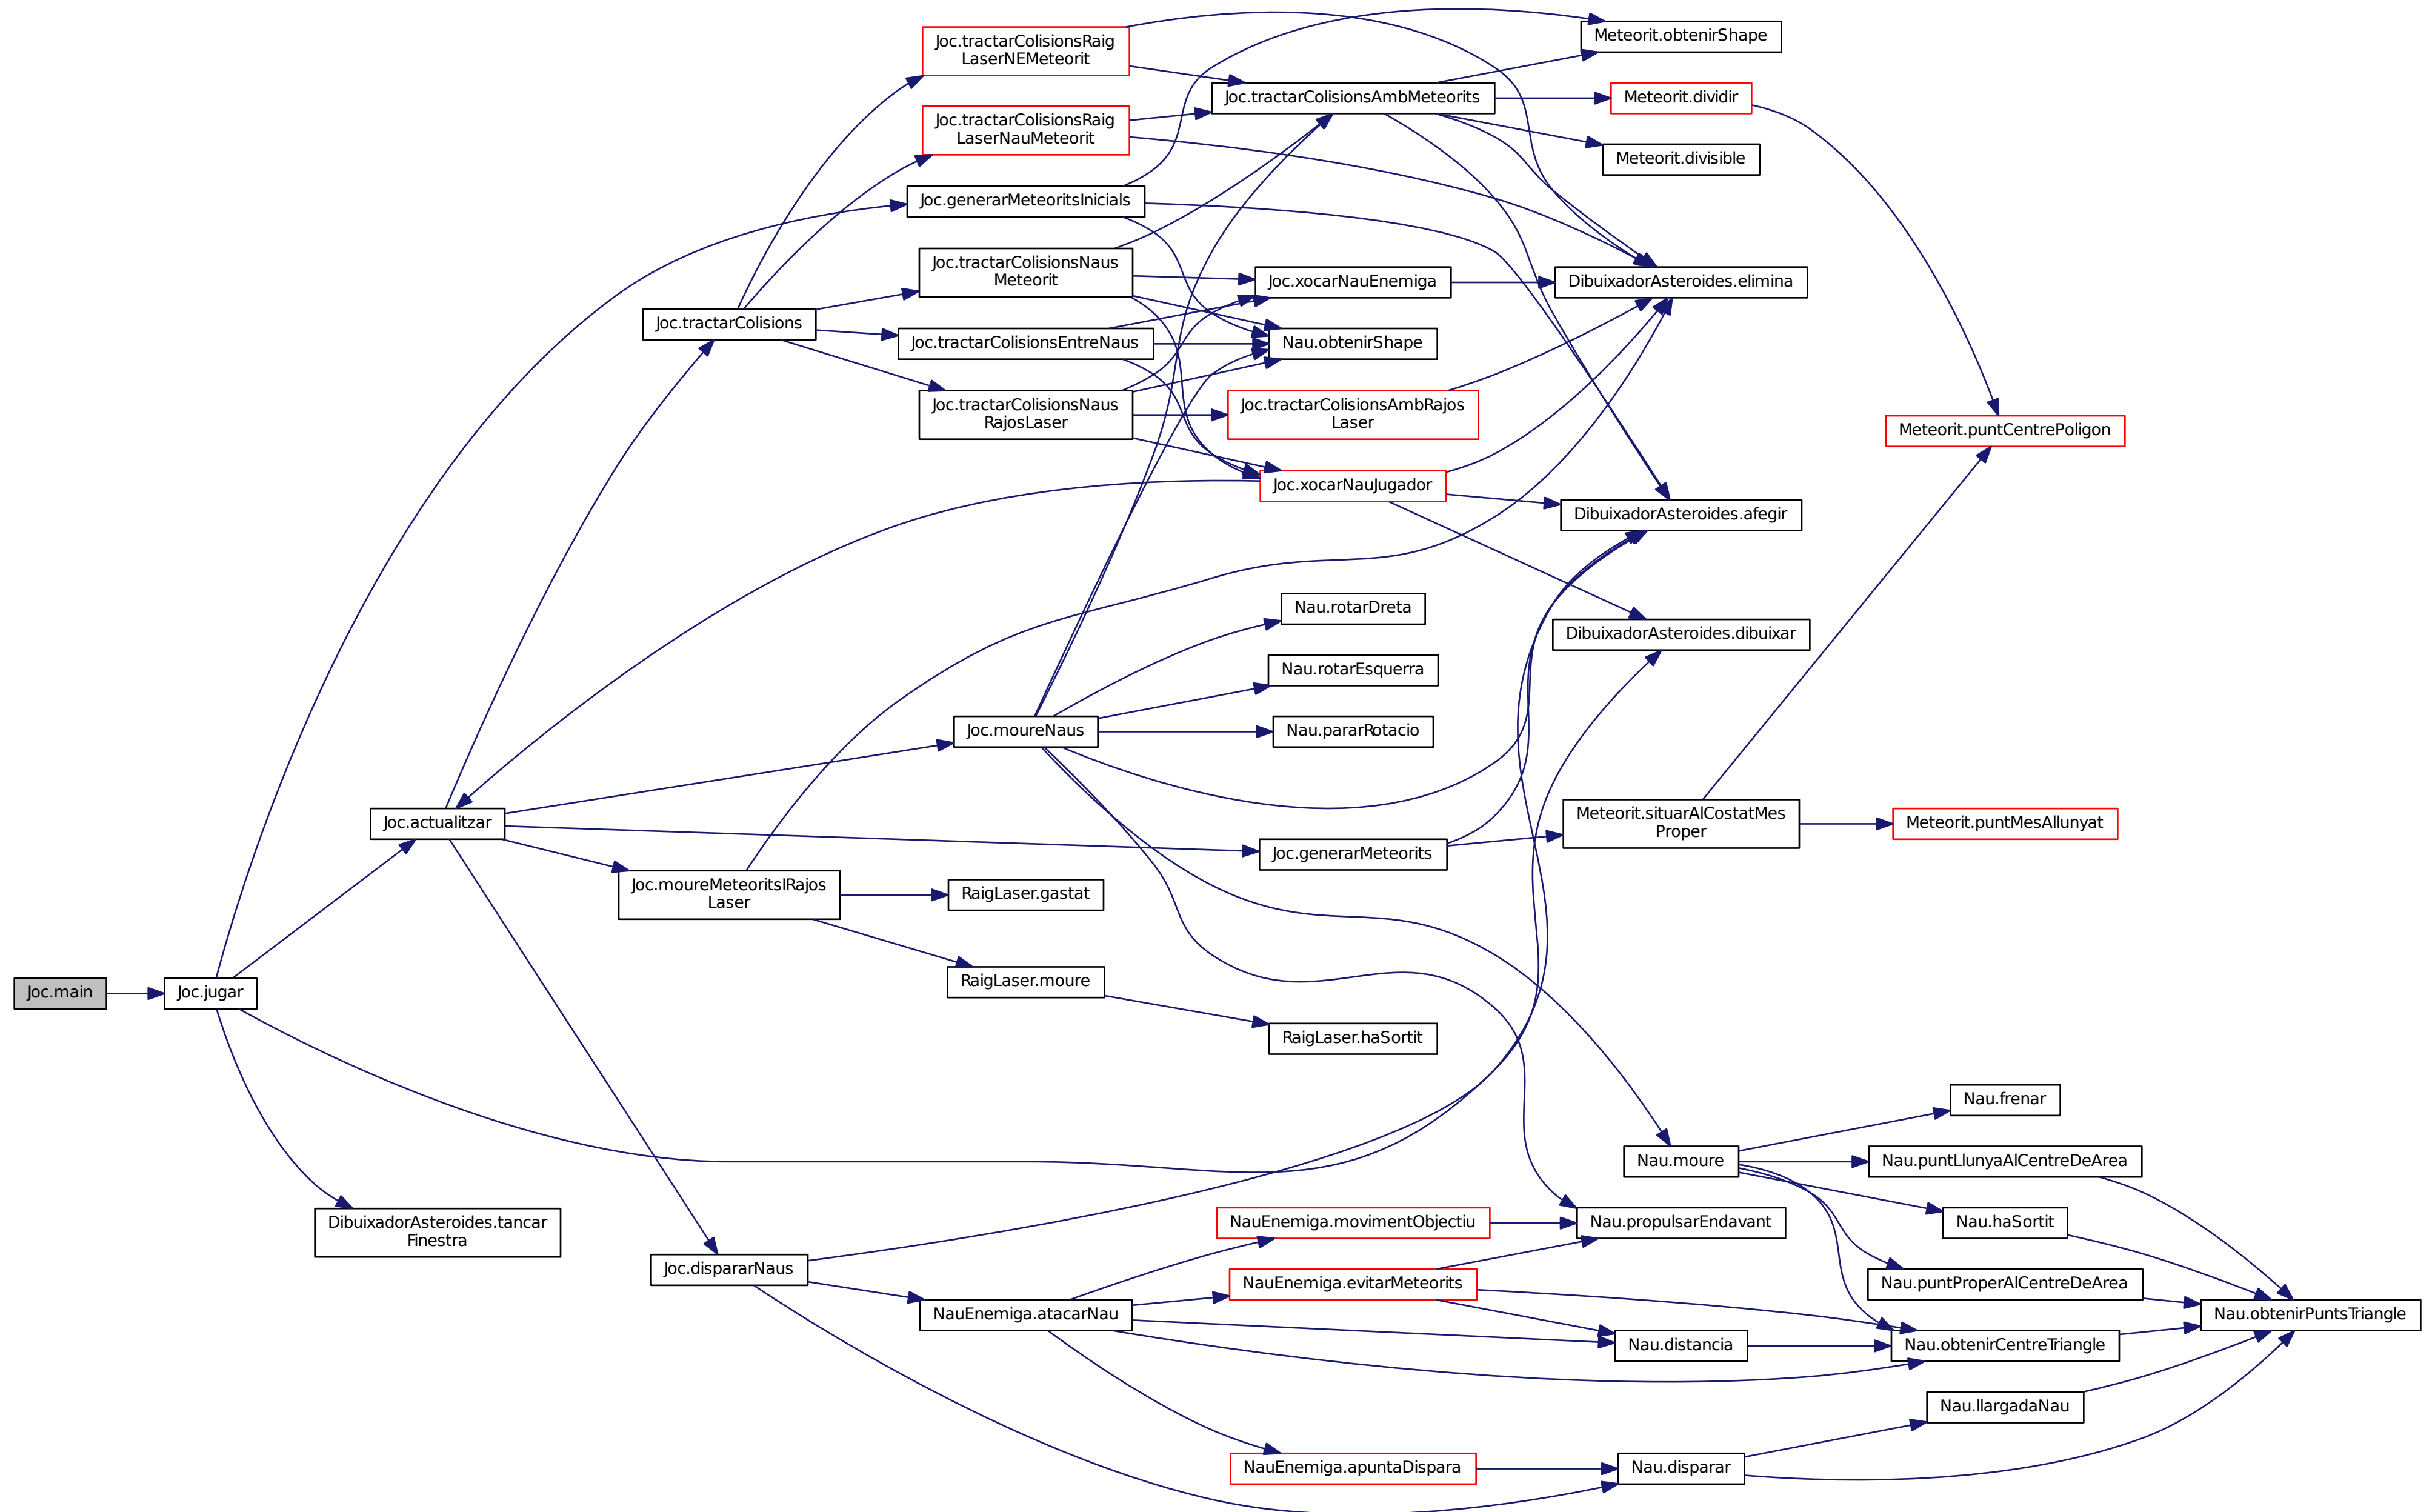 Joc.main
Joc.jugar
DibuixadorAsteroides.tancar
Finestra
Joc.actualitzar
Joc.tractarColisions
Joc.moureMeteoritsIRajos
Laser
Joc.dispararNaus
Joc.tractarColisionsRaig
LaserNEMeteorit
Joc.tractarColisionsRaig
LaserNauMeteorit
Joc.generarMeteoritsInicials
Joc.tractarColisionsNaus
Meteorit
Joc.tractarColisionsEntreNaus
Joc.tractarColisionsNaus
RajosLaser
Joc.moureNaus
RaigLaser.gastat
RaigLaser.moure
NauEnemiga.atacarNau
Joc.tractarColisionsAmbMeteorits
Joc.xocarNauEnemiga
Nau.obtenirShape
Joc.tractarColisionsAmbRajos
Laser
Joc.xocarNauJugador
Nau.rotarDreta
Nau.rotarEsquerra
Nau.pararRotacio
Joc.generarMeteorits
RaigLaser.haSortit
NauEnemiga.movimentObjectiu
NauEnemiga.evitarMeteorits
NauEnemiga.apuntaDispara
Meteorit.obtenirShape
Meteorit.dividir
Meteorit.divisible
DibuixadorAsteroides.elimina
DibuixadorAsteroides.afegir
DibuixadorAsteroides.dibuixar
Meteorit.situarAlCostatMes
Proper
Nau.moure
Nau.propulsarEndavant
Nau.distancia
Nau.disparar
Meteorit.puntCentrePoligon
Meteorit.puntMesAllunyat
Nau.frenar
Nau.puntLlunyaAlCentreDeArea
Nau.haSortit
Nau.puntProperAlCentreDeArea
Nau.obtenirCentreTriangle
Nau.llargadaNau
Nau.obtenirPuntsTriangle